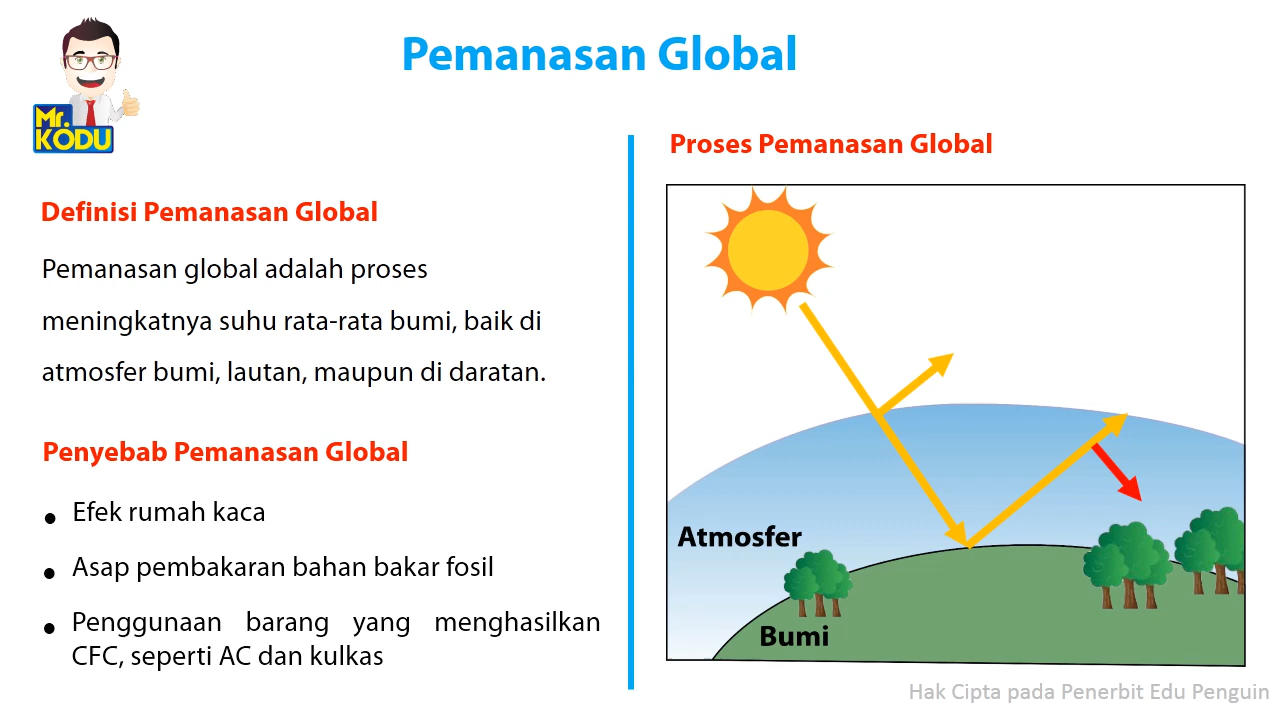 Pemanasan Global
Mr.
KODU
Definisi Pemanasan Global
Pemanasan global adalah proses
meningkatnya suhu rata-rata bumi, baik di
atmosfer bumi, lautan, maupun di daratan.
Penyebab Pemanasan Global
• Efek rumah kaca
• Asap pembakaran bahan bakar fosil
• Penggunaan barang yang menghasilkan
CFC, seperti AC dan kulkas
Proses Pemanasan Global
Atmosfer
Bumi
Hak Cipta pada Penerbit Edu Penguin